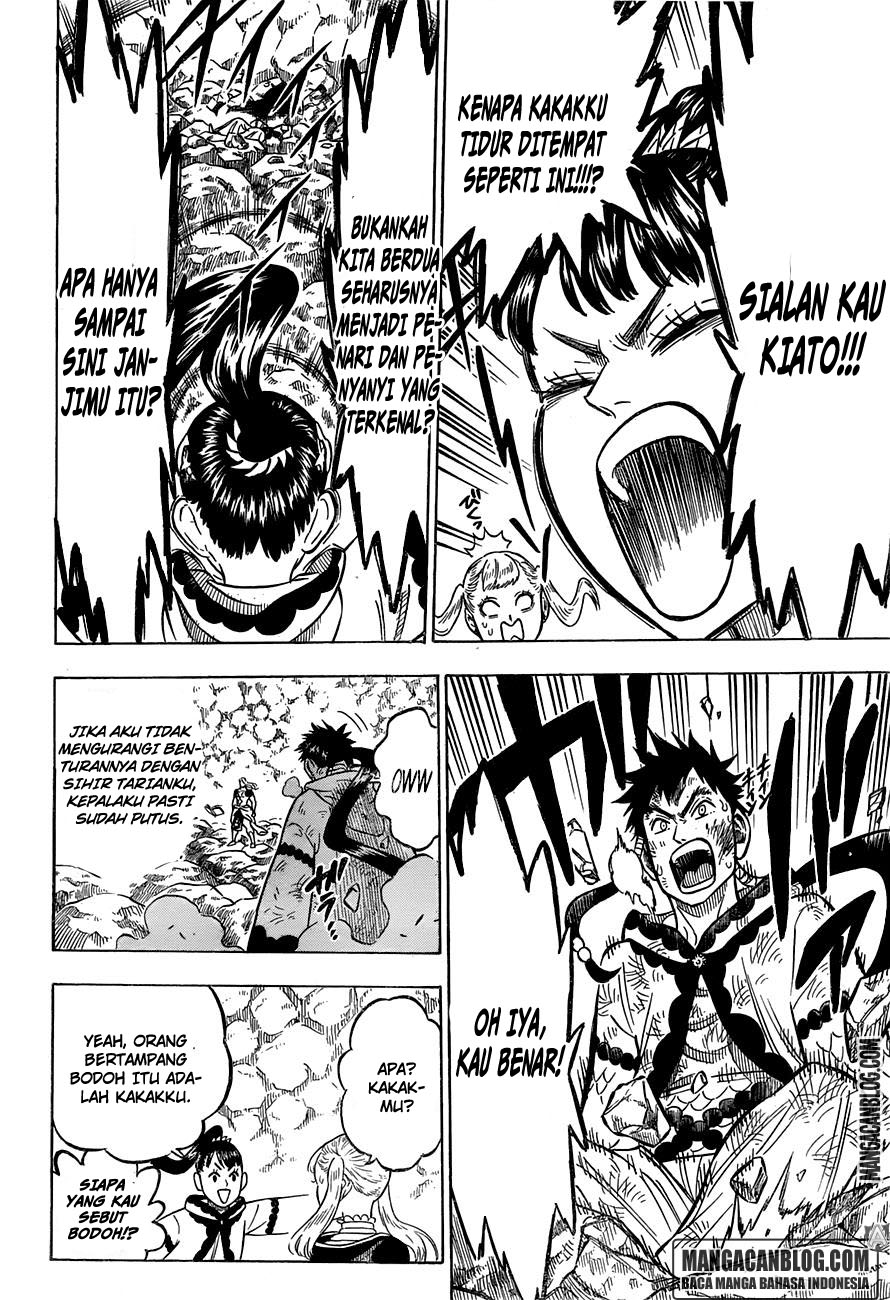 KENAPA KAKAKKU
TIDUR DITEMPAT
SEPERTI INI!!!?
SIALAN KAU
KIATO!!!
びくっ
BUKANKAH
KITA BERDUA
SEHARUSNYA
MENJADI PE-
NARI DAN PE-
NYANYI YANG
TERKENAL?
APA HANYA
SAMPAI
SINI JAN-
JIMU ITU?
OH IYA,
KAU BENAR!
OWW
JIKA AKU TIDAK
MENGURANGI BEN-
TURANNYA DENGAN
SIHIR TARIANKU,
KEPALAKU PASTI
SUDAH PUTUS.
APA?
KAKAK-
MU?
YEAH, ORANG
BERTAMPANG
BODOH ITU ADA-
LAH KAKAKKU.
SIAPA
YANG KAU
SEBUT
BODOH!?
MANGACANBLOG.COM
MANGACANBLOG.COM
BACA MANGA BAHASA INDONESIA